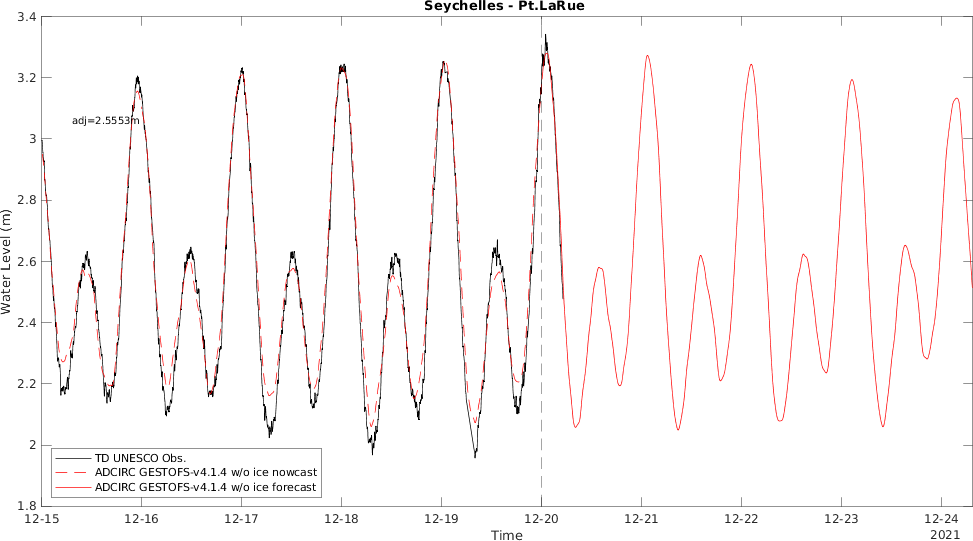 Seychelles - Pt.LaRue
3.4
3.2
adj=2.5553m
3
2.8
2.6
Water Level (m)
2.4
2.2
2
TD UNESCO Obs.
ADCIRC GESTOFS-v4.1.4 w/o ice nowcast
ADCIRC GESTOFS-v4.1.4 w/o ice forecast
1.8
12-15 12-16 12-17 12-18 12-19 12-20 12-21 12-22 12-23 12-24
Time 2021